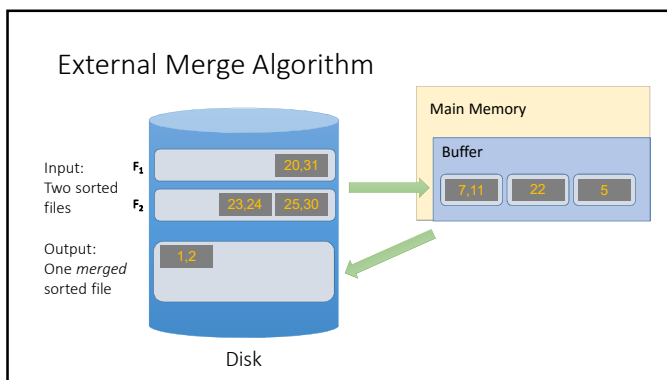 External Merge Algorithm
Main Memory
Buffer
7,11 22 5
Input:
Two sorted
files
F1 20,31
F2 23,24 25,30
Output:
One merged
sorted file
1,2
Disk